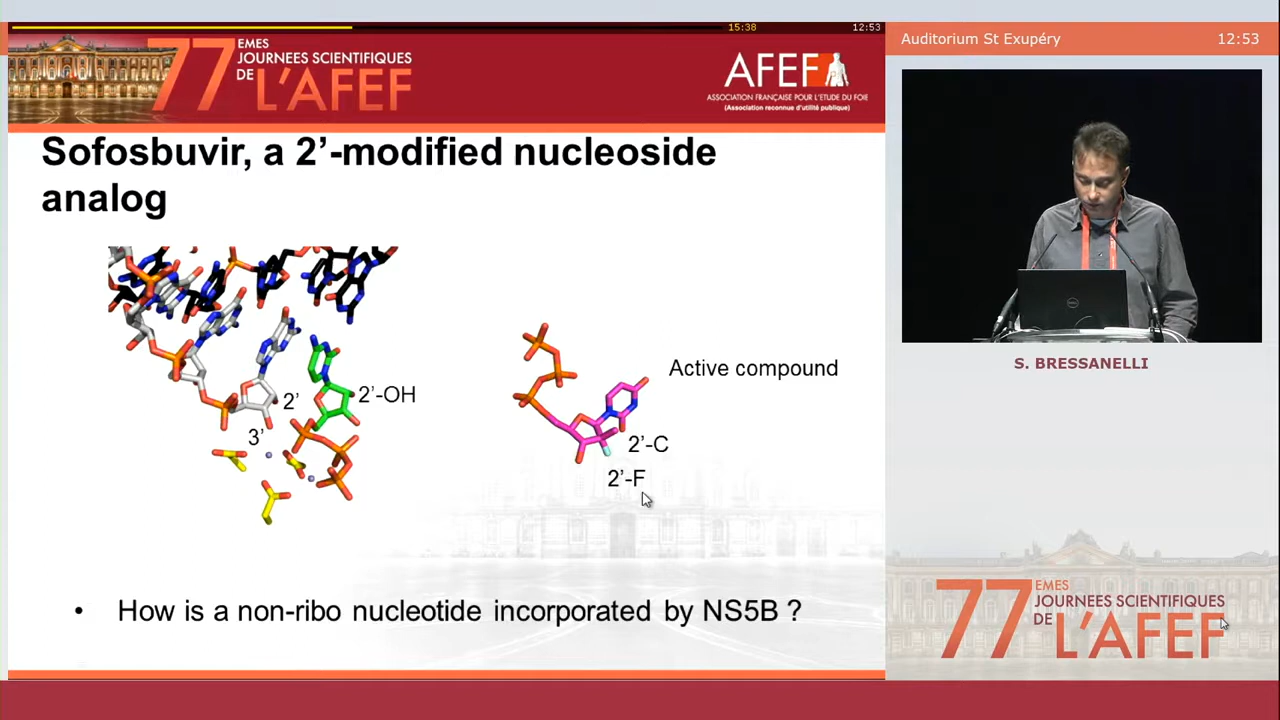 15:38
12:53
77
EMES
JOURNEES SCIENTIFIQUES
DE L'AFEF
AFEF
ASSOCIATION FRANÇAISE POUR L'ETUDE DU FOIE
(Association reconnue d'utilité publique)
Auditorium St Exupéry
12:53
Sofosbuvir, a 2’-modified nucleoside
analog
2’
2’-OH
3’
Active compound
2’-C
2’-F
• How is a non-ribo nucleotide incorporated by NS5B ?
S. BRESSANELLI
77
EMES
JOURNEES SCIENTIFIQUES
DE L'AFEF